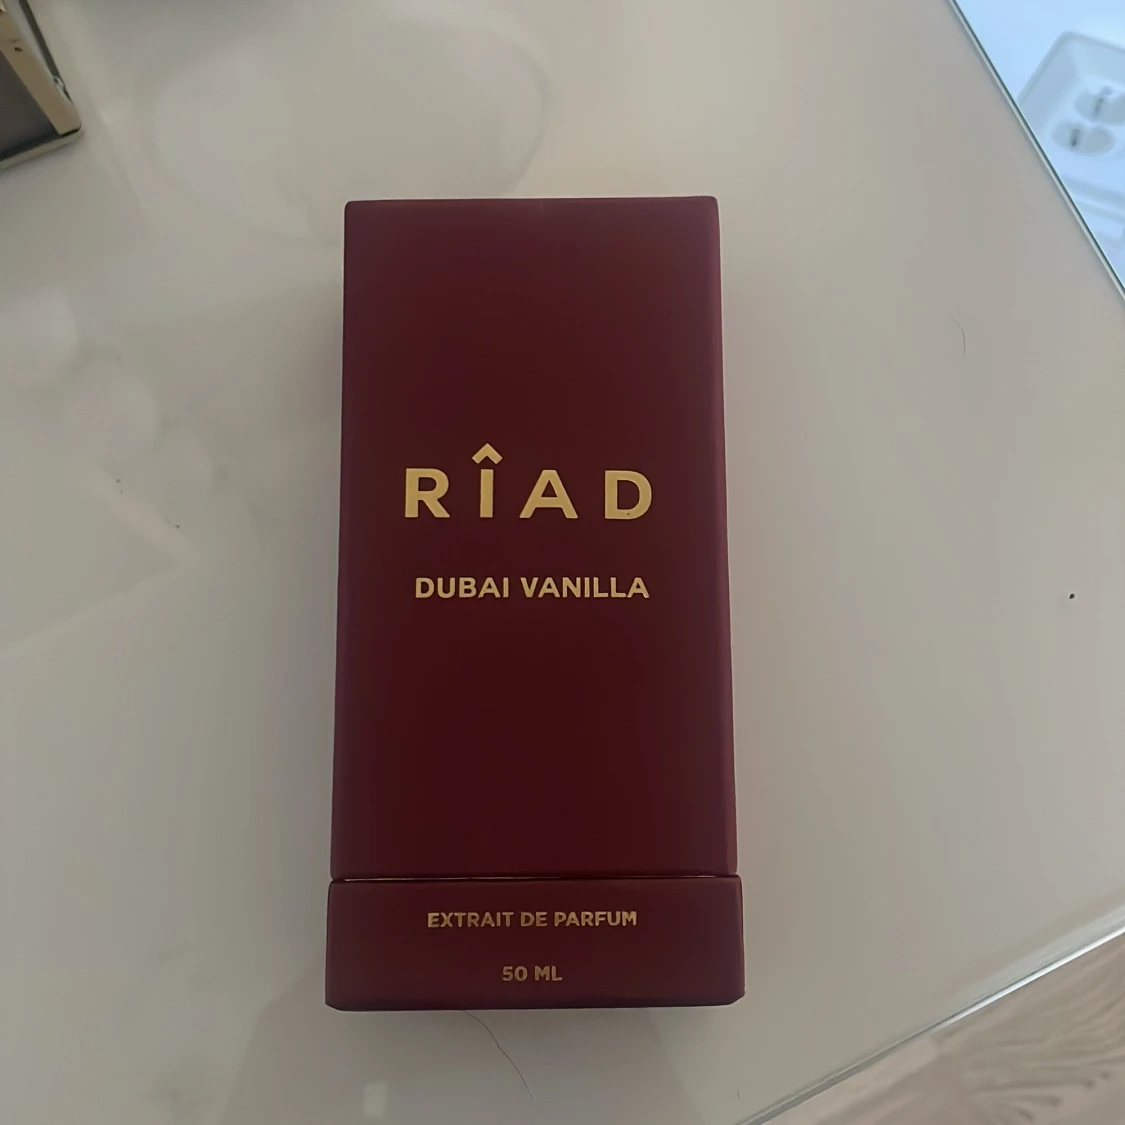 RÎAD
DUBAI VANILLA
EXTRAIT DE PARFUM
50 ML